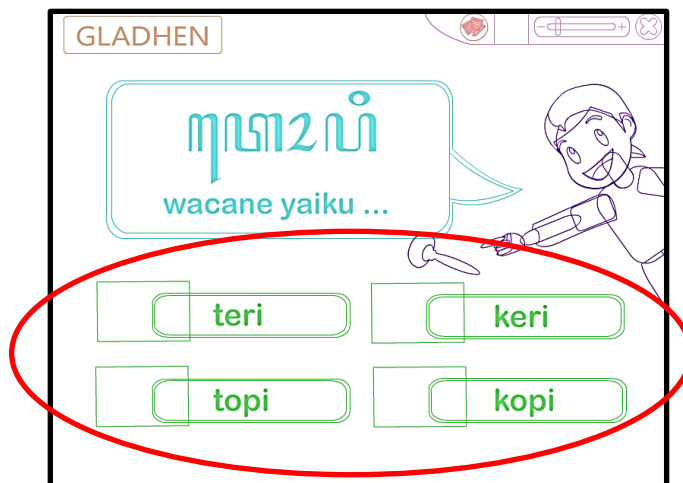 GLADHEN
ꦠꦺꦴꦥꦶ
wacane yaiku ...
teri keri
topi kopi